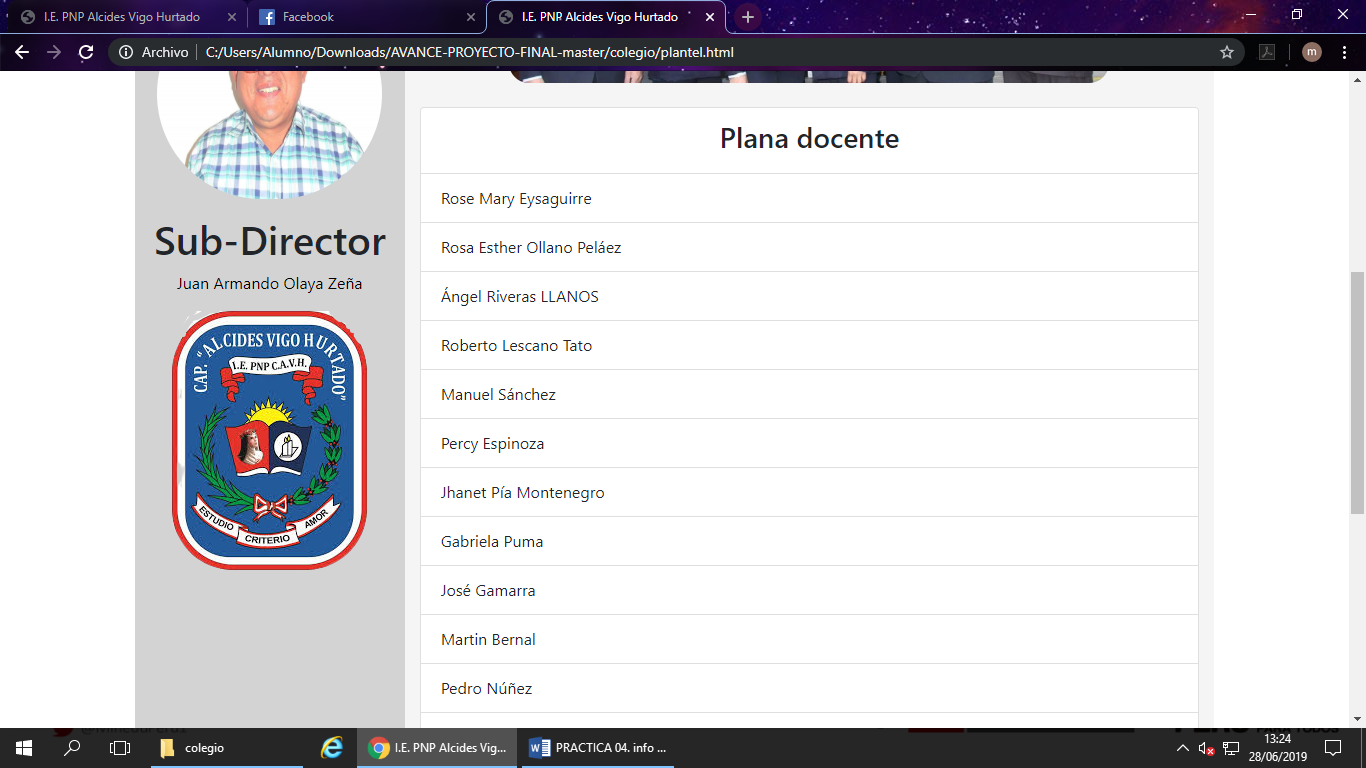 I.E. PNP Alcides Vigo Hurtado
Facebook
I.E. PNP Alcides Vigo Hurtado
Archivo
C:/Users/Alumno/Downloads/AVANCE-PROYECTO-FINAL-master/colegio/plantel.html
m
Sub-Director
Juan Armando Olaya Zeña
CAP. "ALCIDES VIGO HURTADO"
I.E. PNP C.A.V.H.
ESTUDIO
CRITERIO
AMOR
Plana docente
Rose Mary Eysaguirre
Rosa Esther Ollano Peláez
Ángel Riveras LLANOS
Roberto Lescano Tato
Manuel Sánchez
Percy Espinoza
Jhanet Pía Montenegro
Gabriela Puma
José Gamarra
Martin Bernal
Pedro Núñez
colegio
I.E. PNP Alcides Vig...
PRACTICA 04. info ...
13:24
28/06/2019